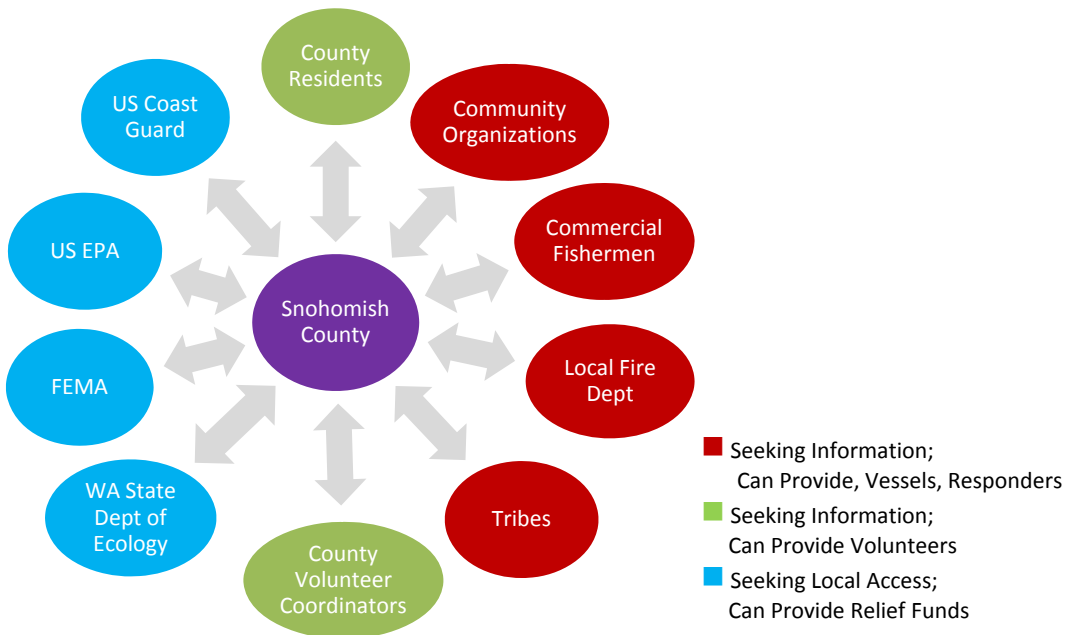 County
Residents
US Coast
Guard
Community
Organizations
US EPA
Commercial
Fishermen
Snohomish
County
FEMA
Local Fire
Dept
WA State
Dept of
Ecology
Tribes
County
Volunteer
Coordinators
Seeking Information;
Can Provide, Vessels, Responders
Seeking Information;
Can Provide Volunteers
Seeking Local Access;
Can Provide Relief Funds